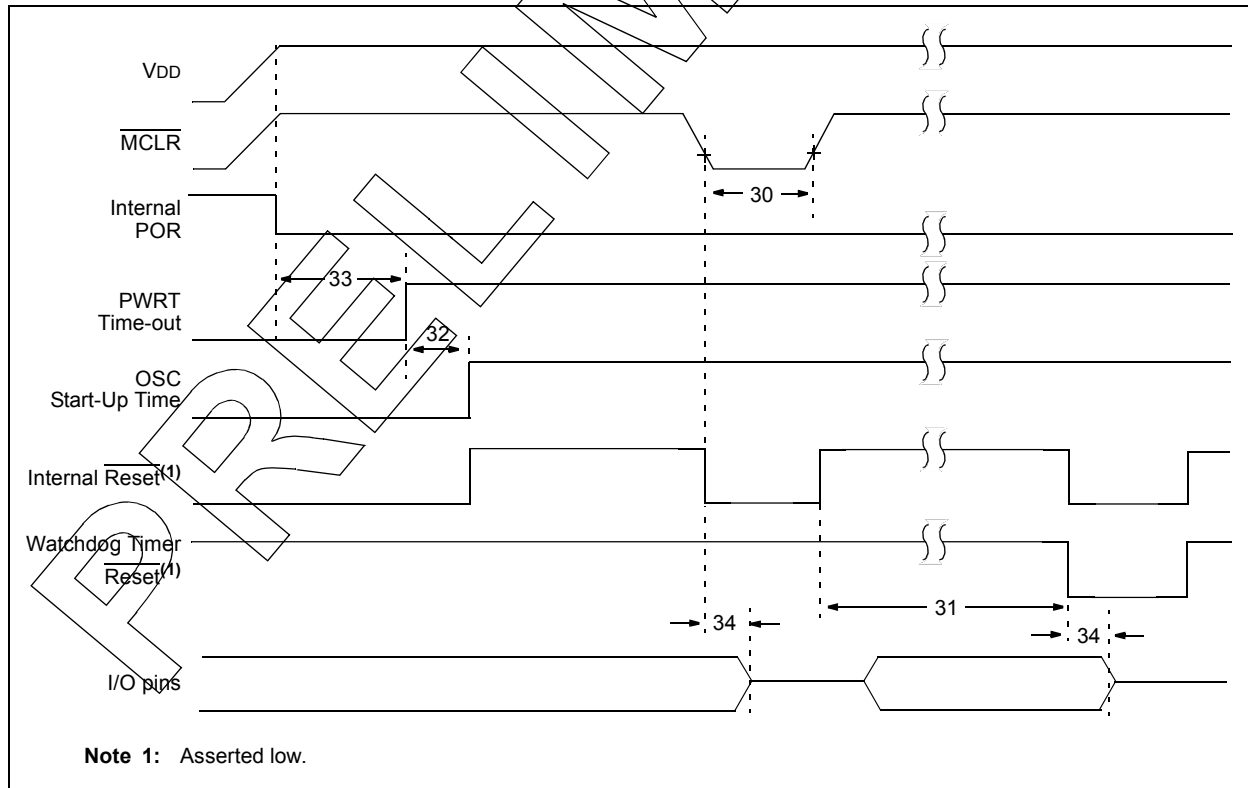 VDD
MCLR
Internal
POR
30
33
PWRT
Time-out
32
OSC
Start-Up Time
Internal Reset(1)
Watchdog Timer
Reset(1)
31
34
34
I/O pins
Note 1: Asserted low.
PRELIM